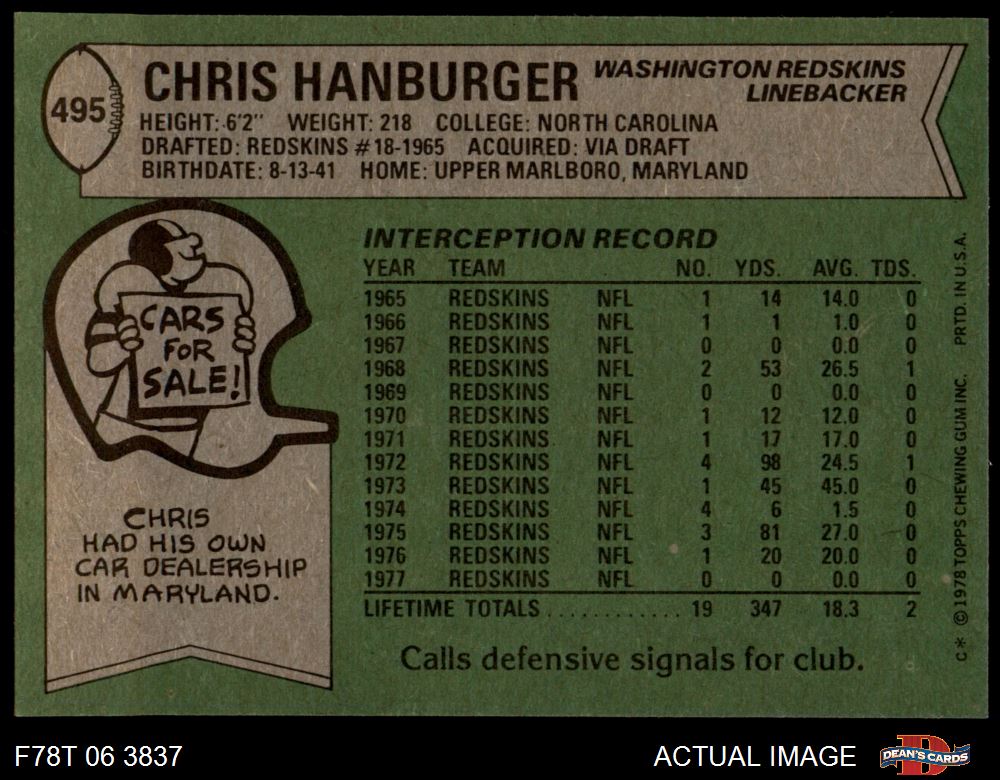 495
CHRIS HANBURGER
WASHINGTON REDSKINS
LINEBACKER
HEIGHT: 6'2" WEIGHT: 218 COLLEGE: NORTH CAROLINA
DRAFTED: REDSKINS #18-1965 ACQUIRED: VIA DRAFT
BIRTHDATE: 8-13-41 HOME: UPPER MARLBORO, MARYLAND
CARS
FOR
SALE!
CHRIS
HAD HIS OWN
CAR DEALERSHIP
IN MARYLAND.
INTERCEPTION RECORD
YEAR TEAM NO. YDS. AVG. TDS.
1965 REDSKINS NFL 1 14 14.0 0
1966 REDSKINS NFL 1 1 1.0 0
1967 REDSKINS NFL 0 0 0.0 0
1968 REDSKINS NFL 2 53 26.5 1
1969 REDSKINS NFL 0 0 0.0 0
1970 REDSKINS NFL 1 12 12.0 0
1971 REDSKINS NFL 1 17 17.0 0
1972 REDSKINS NFL 4 98 24.5 1
1973 REDSKINS NFL 1 45 45.0 0
1974 REDSKINS NFL 4 6 1.5 0
1975 REDSKINS NFL 3 81 27.0 0
1976 REDSKINS NFL 1 20 20.0 0
1977 REDSKINS NFL 0 0 0.0 0
LIFETIME TOTALS . . . . . . . . . . . . 19 347 18.3 2
Calls defensive signals for club.
C* ©1978 TOPPS CHEWING GUM INC. PRTD. IN U.S.A.
F78T 06 3837
ACTUAL IMAGE
DEAN'S CARDS